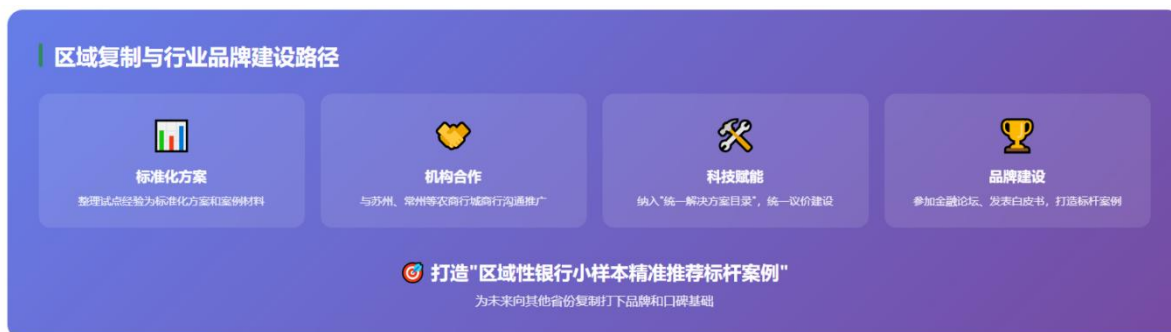 区域复制与行业品牌建设路径
标准化方案
整理试点经验为标准化方案和案例材料
机构合作
与苏州、常州等农商行城商行沟通推广
科技赋能
纳入"统一解决方案目录"，统一议价建设
品牌建设
参加金融论坛、发表白皮书，打造标杆案例
打造"区域性银行小样本精准推荐标杆案例"
为未来向其他省份复制打下品牌和口碑基础